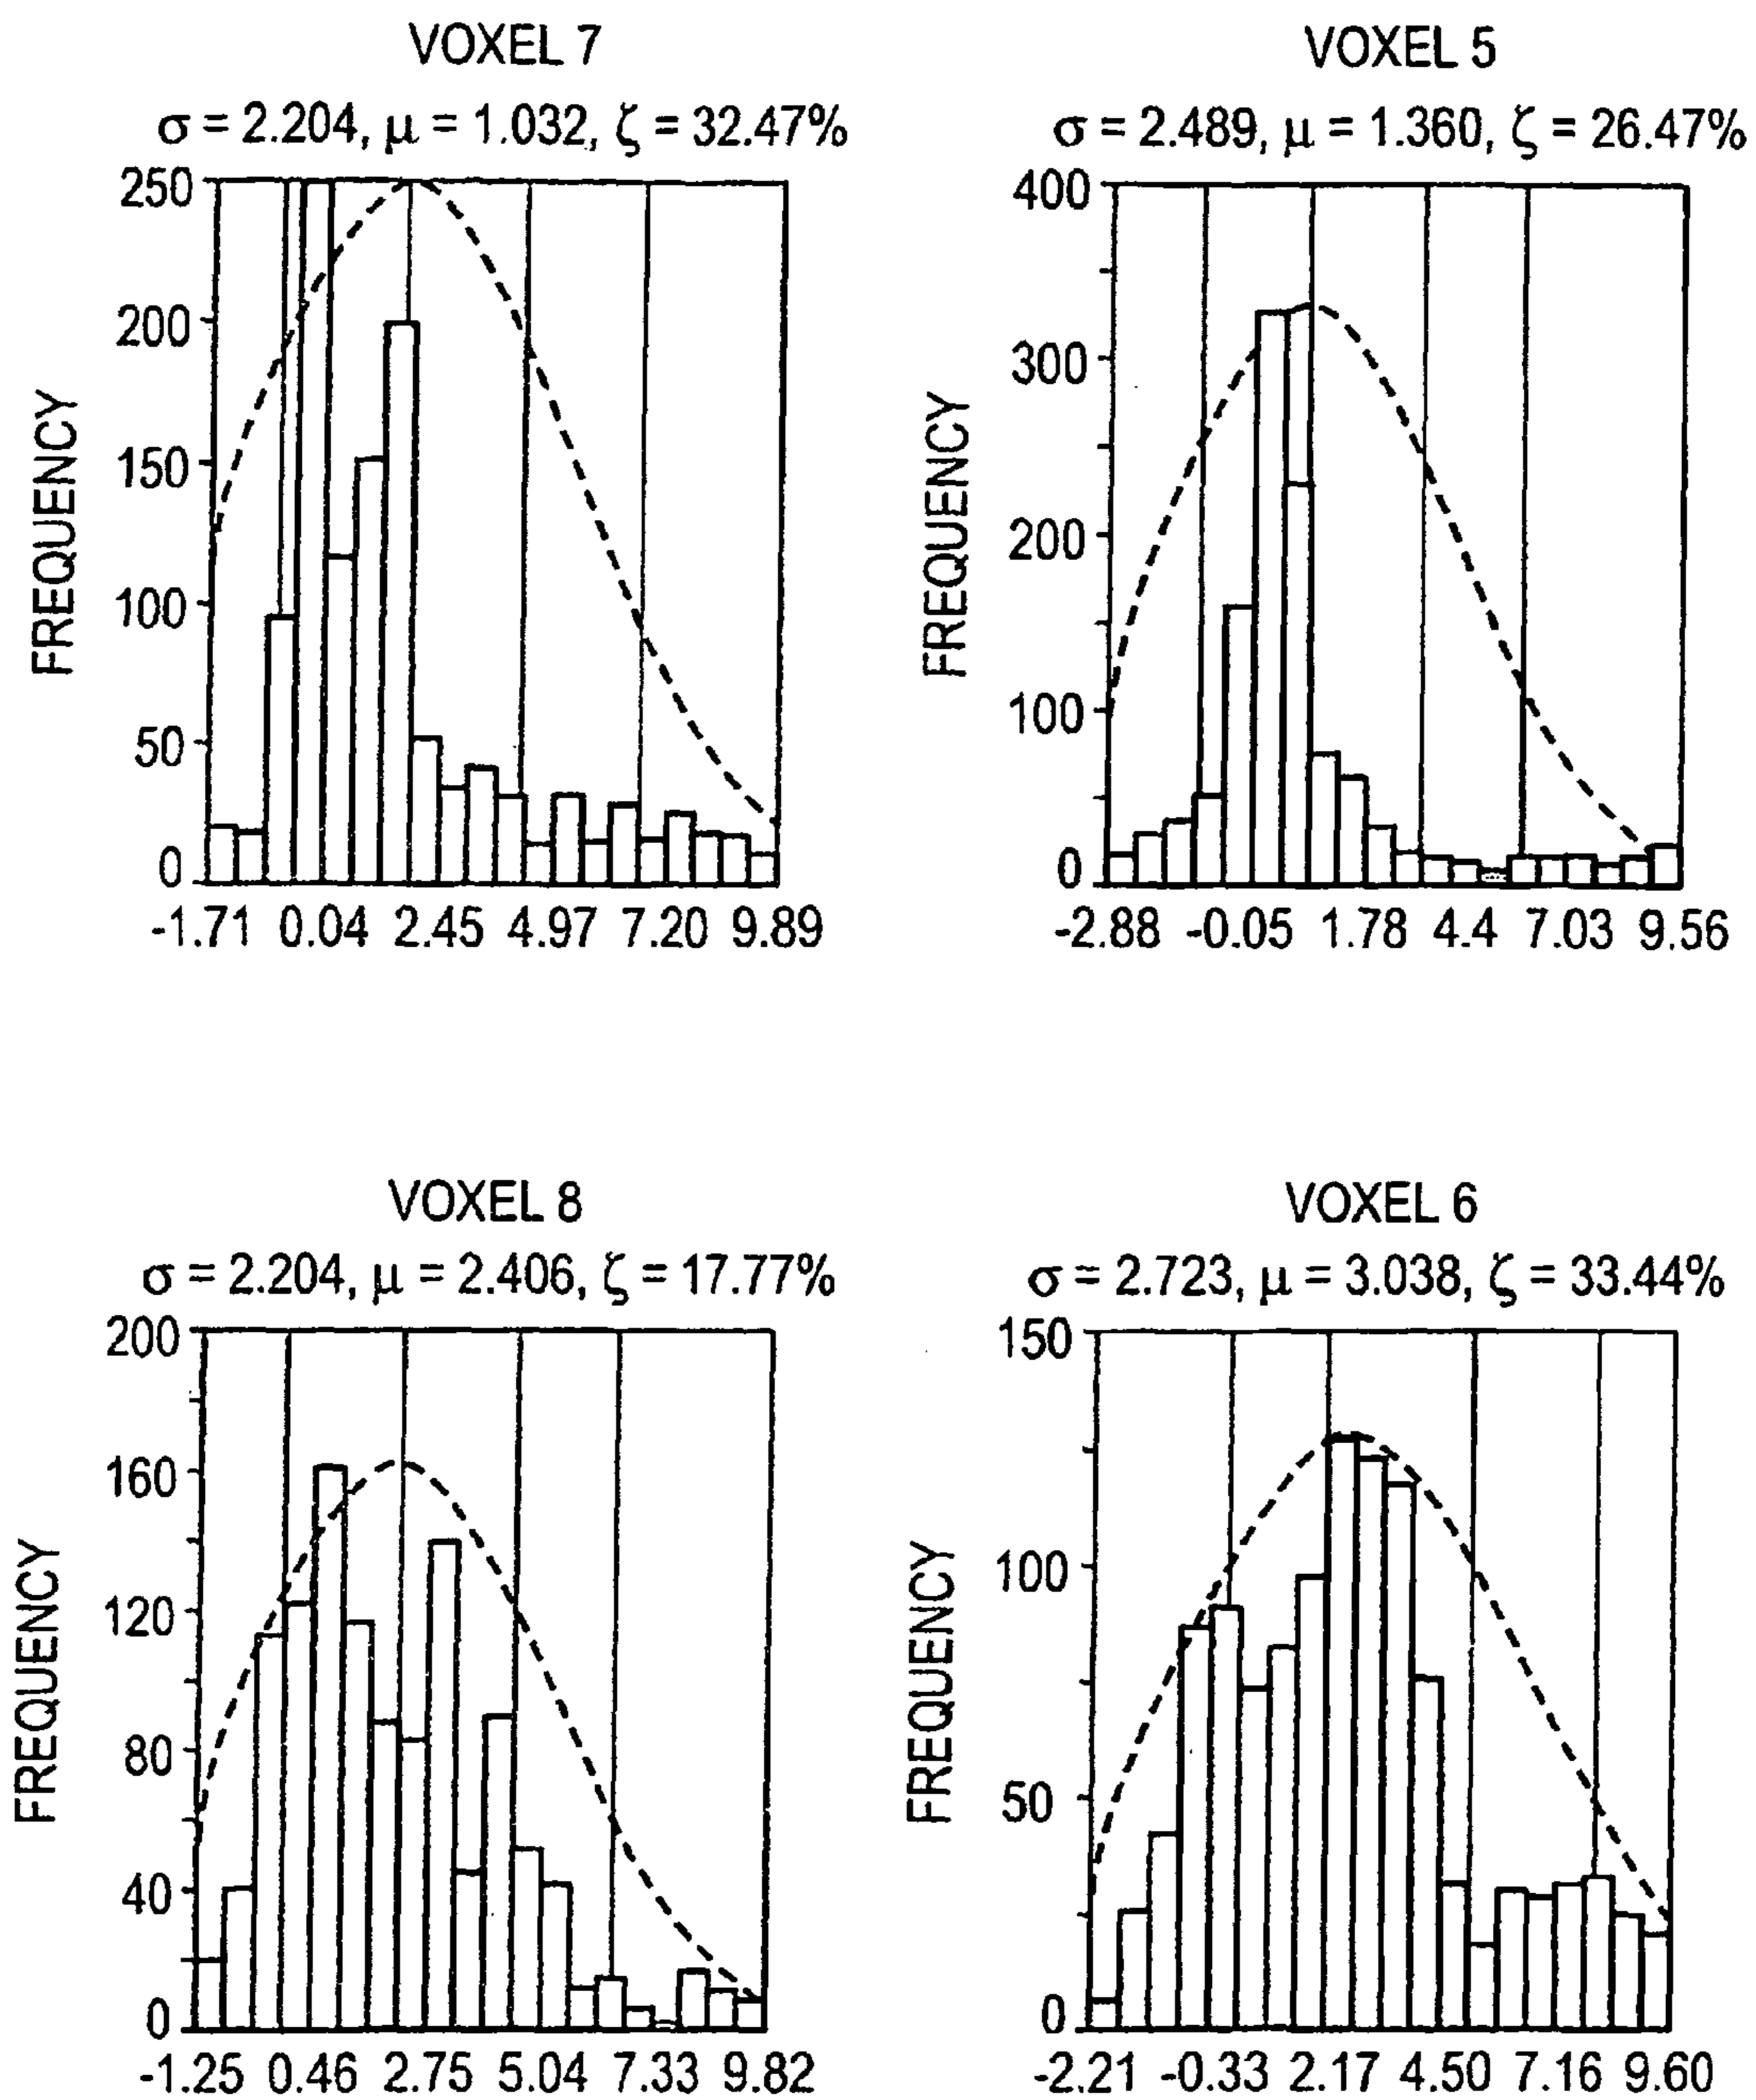 VOXEL 7
σ = 2.204, μ = 1.032, ζ = 32.47%
250
200
150
100
50
0
FREQUENCY
-1.71 0.04 2.45 4.97 7.20 9.89
VOXEL 5
σ = 2.489, μ = 1.360, ζ = 26.47%
400
300
200
100
0
FREQUENCY
-2.88 -0.05 1.78 4.4 7.03 9.56
VOXEL 8
σ = 2.204, μ = 2.406, ζ = 17.77%
200
160
120
80
40
0
FREQUENCY
-1.25 0.46 2.75 5.04 7.33 9.82
VOXEL 6
σ = 2.723, μ = 3.038, ζ = 33.44%
150
100
50
0
FREQUENCY
-2.21 -0.33 2.17 4.50 7.16 9.60